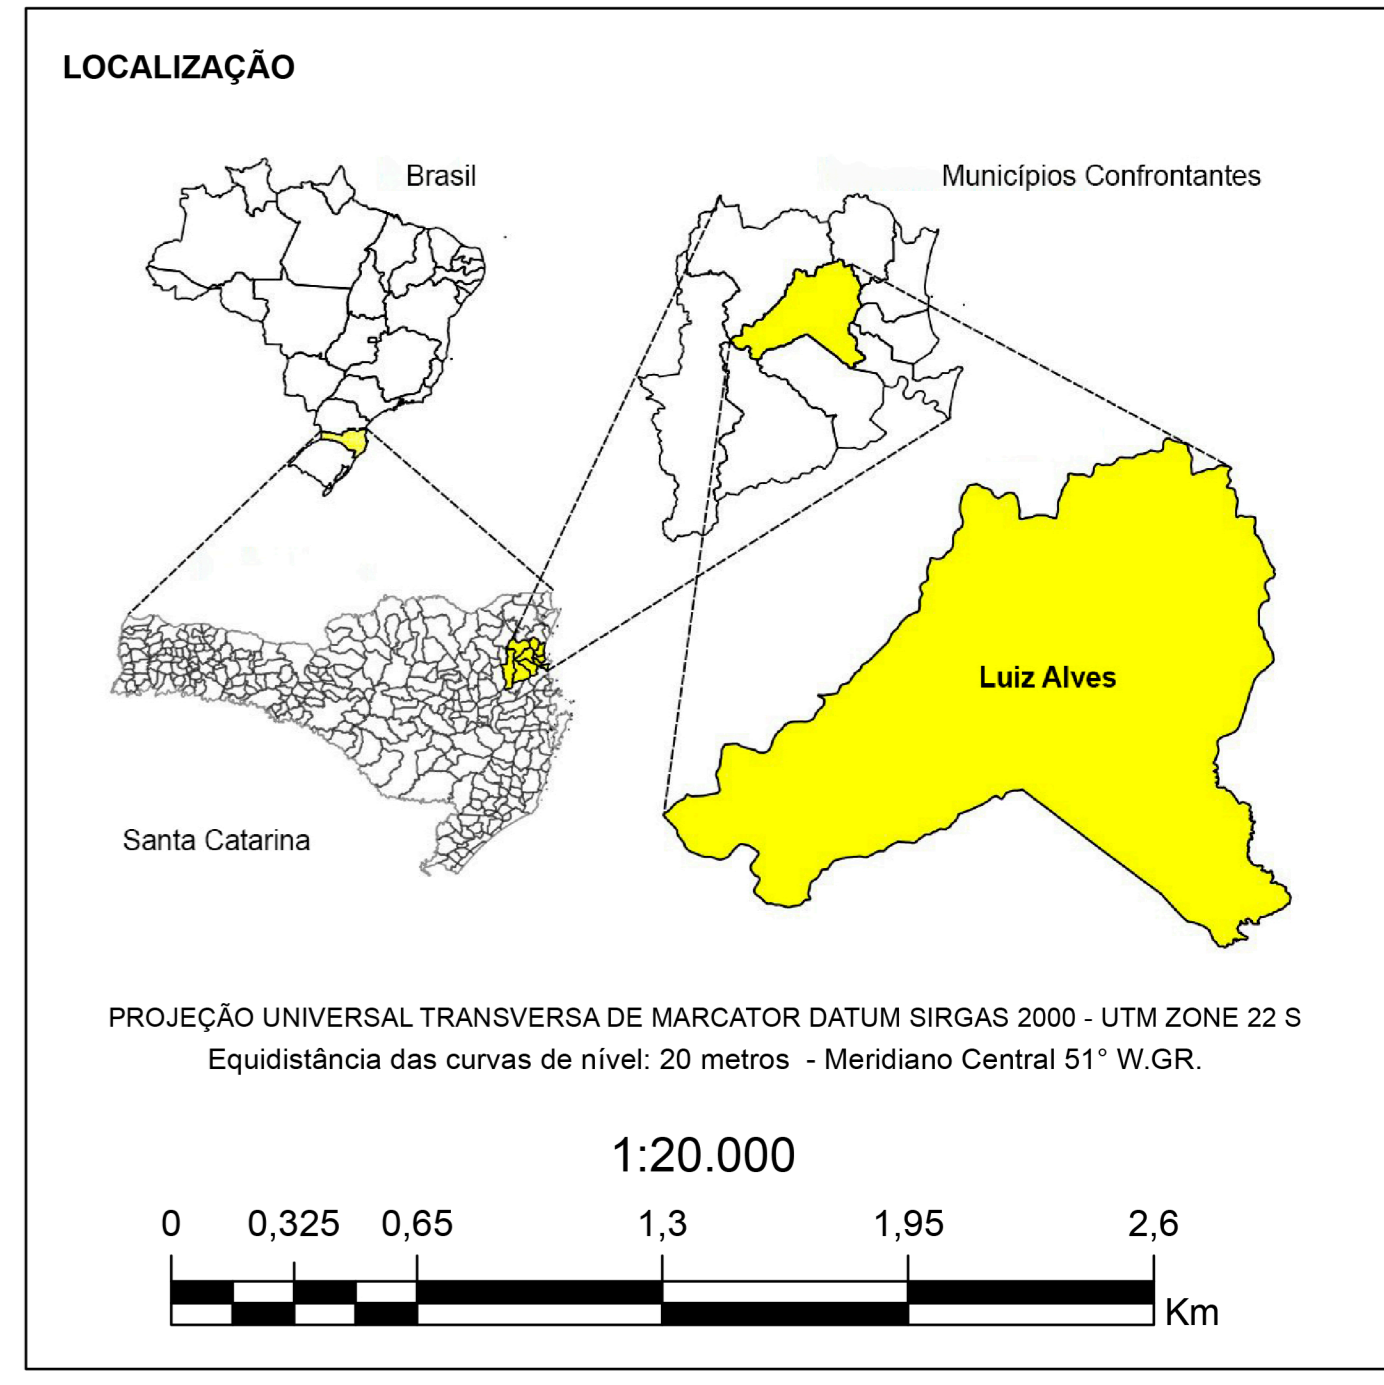 LOCALIZAÇÃO
Brasil
Municípios Confrontantes
Luiz Alves
Santa Catarina
PROJEÇÃO UNIVERSAL TRANSVERSA DE MARCATOR DATUM SIRGAS 2000 - UTM ZONE 22 S
Equidistância das curvas de nível: 20 metros - Meridiano Central 51° W.GR.
1:20.000
0 0,325 0,65 1,3 1,95 2,6
Km